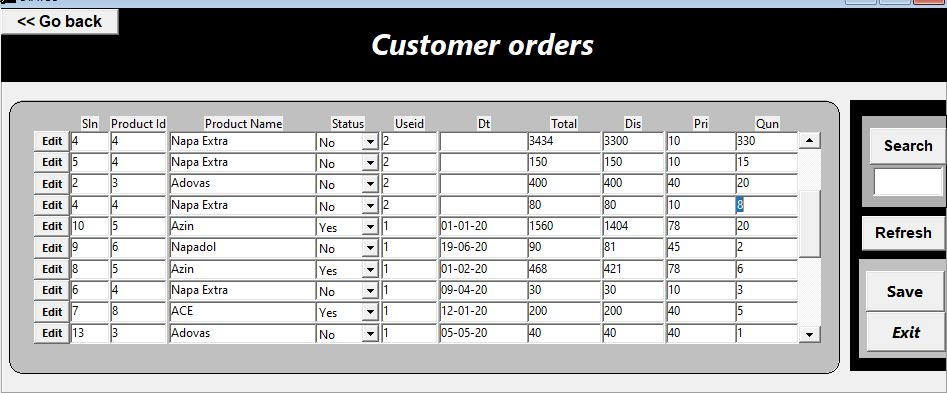 << Go back
Customer orders
Sln Product Id Product Name Status Useid Dt Total Dis Pri Qun
Edit 4 4 Napa Extra No 2 3434 3300 10 330
Edit 5 4 Napa Extra No 2 150 150 10 15
Edit 2 3 Adovas No 2 400 400 40 20
Edit 4 4 Napa Extra No 2 80 80 10 8
Edit 10 5 Azin Yes 1 01-01-20 1560 1404 78 20
Edit 9 6 Napadol No 1 19-06-20 90 81 45 2
Edit 8 5 Azin Yes 1 01-02-20 468 421 78 6
Edit 6 4 Napa Extra No 1 09-04-20 30 30 10 3
Edit 7 8 ACE Yes 1 12-01-20 200 200 40 5
Edit 13 3 Adovas No 1 05-05-20 40 40 40 1
Search
Refresh
Save
Exit